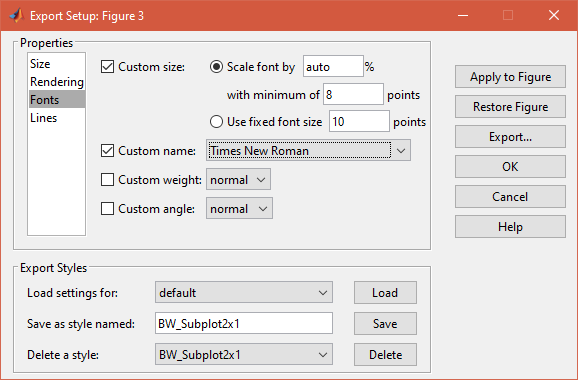 Export Setup: Figure 3
Properties
Size
Rendering
Fonts
Lines
Custom size:
Scale font by auto %
with minimum of 8 points
Use fixed font size 10 points
Custom name: Times New Roman
Custom weight: normal
Custom angle: normal
Apply to Figure
Restore Figure
Export...
OK
Cancel
Help
Export Styles
Load settings for: default Load
Save as style named: BW_Subplot2x1 Save
Delete a style: BW_Subplot2x1 Delete